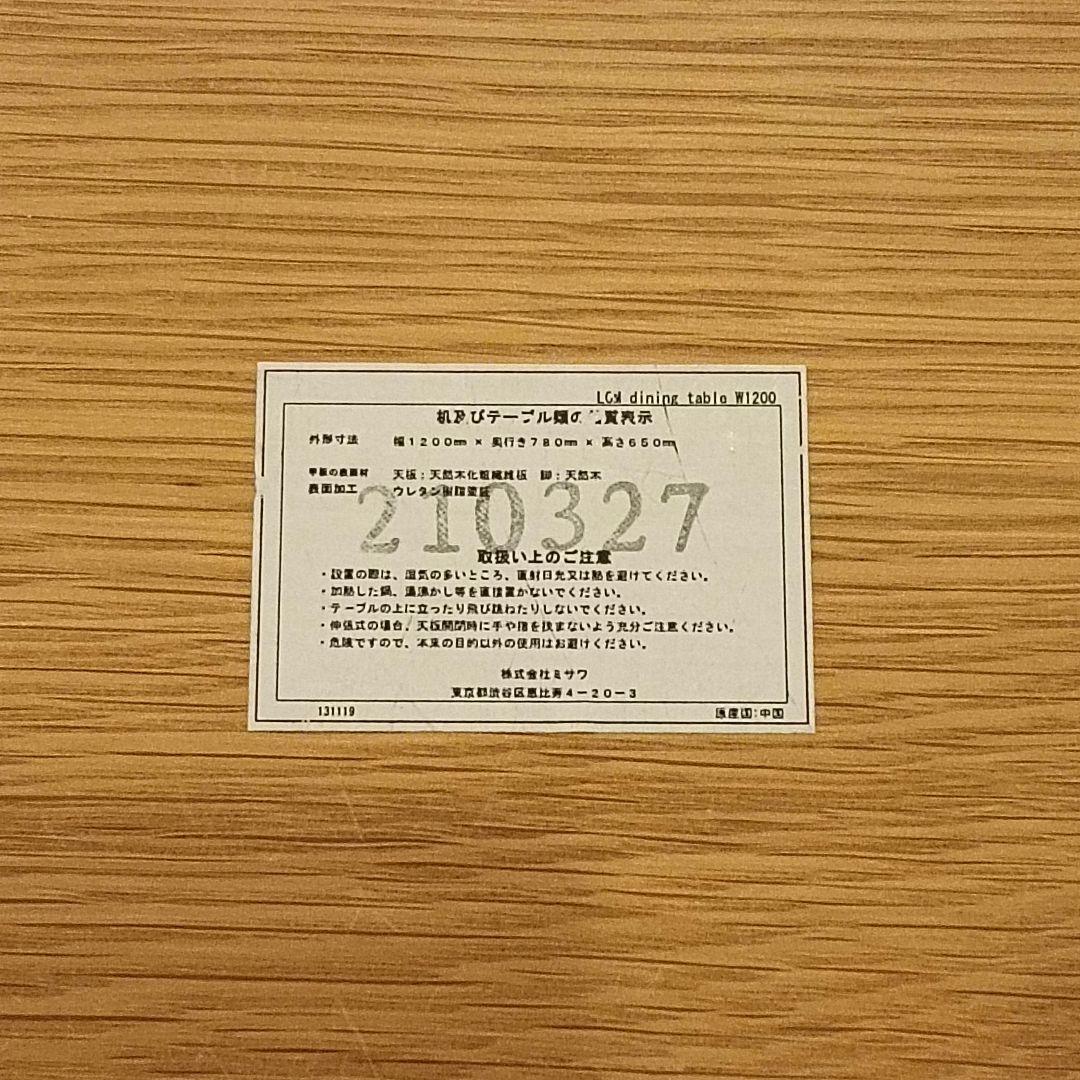 LCM dining table W1200
机及びテーブル類の品質表示
外形寸法 幅1200mm × 奥行き780mm × 高さ650mm
甲板の表面材 天板：天然木化粧繊維板 脚：天然木
表面加工 ウレタン樹脂塗装
210327
取扱い上のご注意
・設置の際は、湿気の多いところ、直射日光又は熱を避けてください。
・加熱した鍋、湯沸かし等を直接置かないでください。
・テーブルの上に立ったり飛び跳ねたりしないでください。
・伸張式の場合、天板開閉時に手や指を挟まないよう充分ご注意ください。
・危険ですので、本来の目的以外の使用はお避けください。
株式会社ミサワ
東京都渋谷区恵比寿4－20－3
131119 原産国：中国